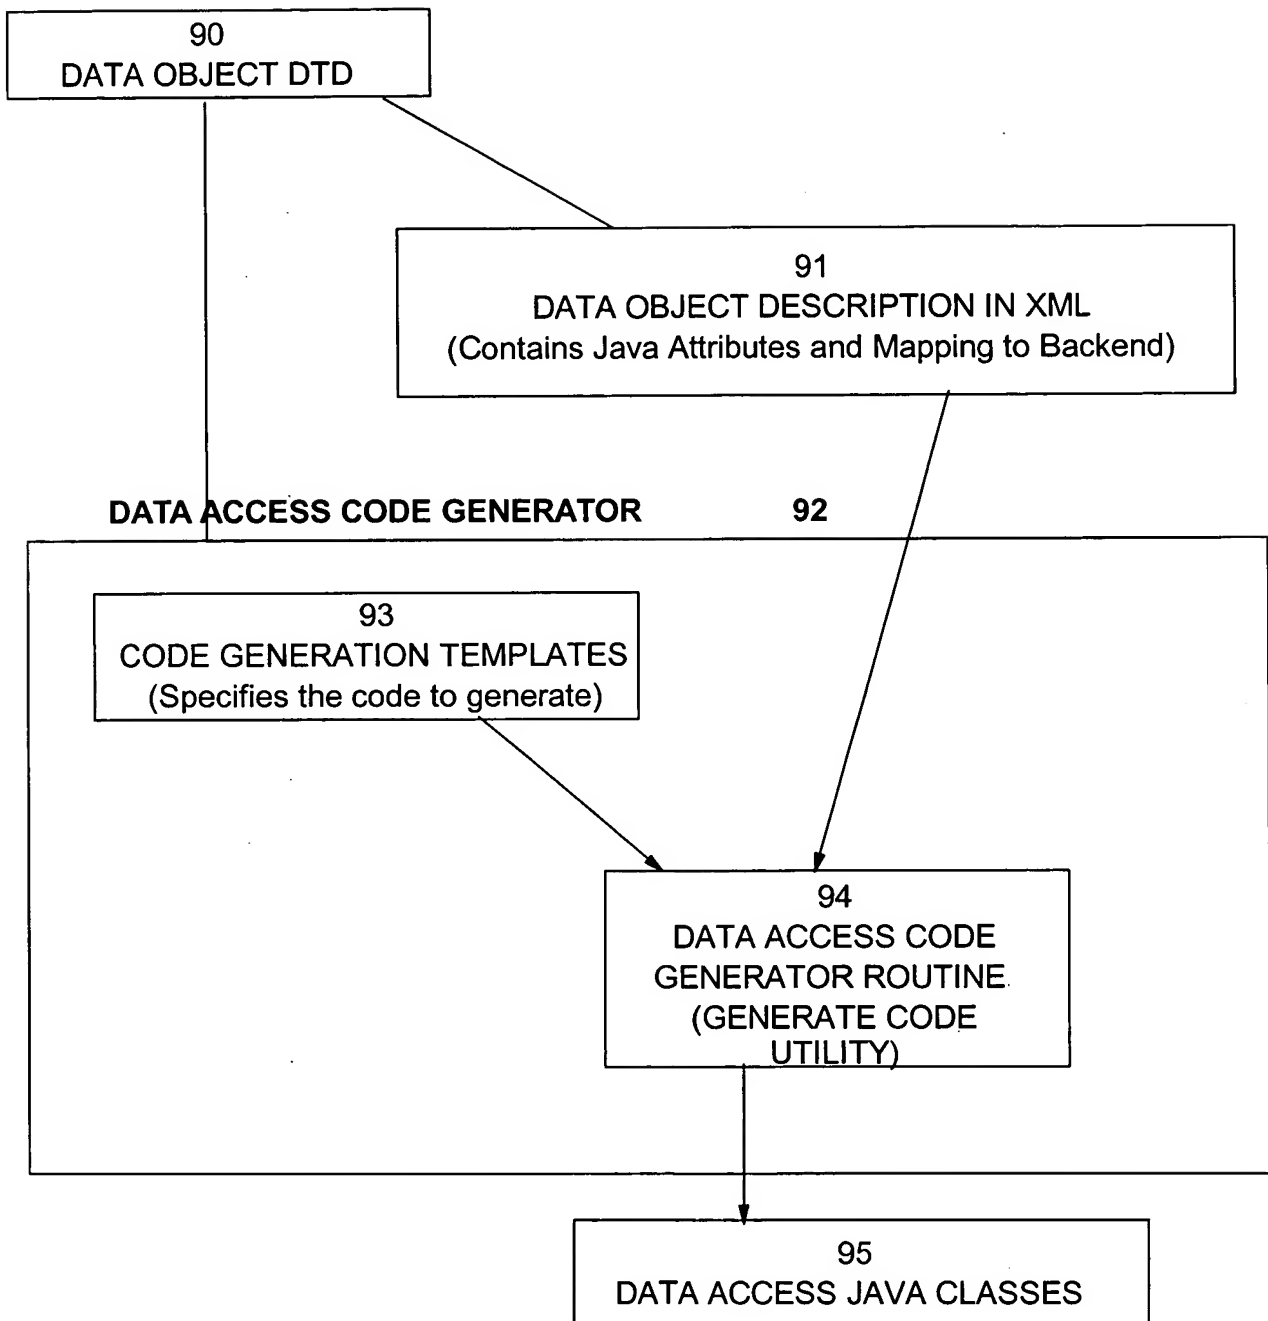 90
DATA OBJECT DTD
91
DATA OBJECT DESCRIPTION IN XML
(Contains Java Attributes and Mapping to Backend)
DATA ACCESS CODE GENERATOR 92
93
CODE GENERATION TEMPLATES
(Specifies the code to generate)
94
DATA ACCESS CODE
GENERATOR ROUTINE
(GENERATE CODE
UTILITY)
95
DATA ACCESS JAVA CLASSES